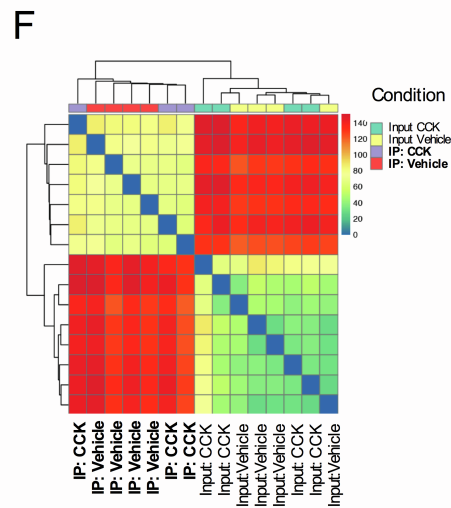 F
Condition
Input CCK
Input Vehicle
IP: CCK
IP: Vehicle
140
120
100
80
60
40
20
0
IP: CCK
IP: Vehicle
IP: Vehicle
IP: Vehicle
IP: Vehicle
IP: CCK
IP: CCK
Input: CCK
Input: CCK
Input:Vehicle
Input:Vehicle
Input:Vehicle
Input: CCK
Input: CCK
Input:Vehicle